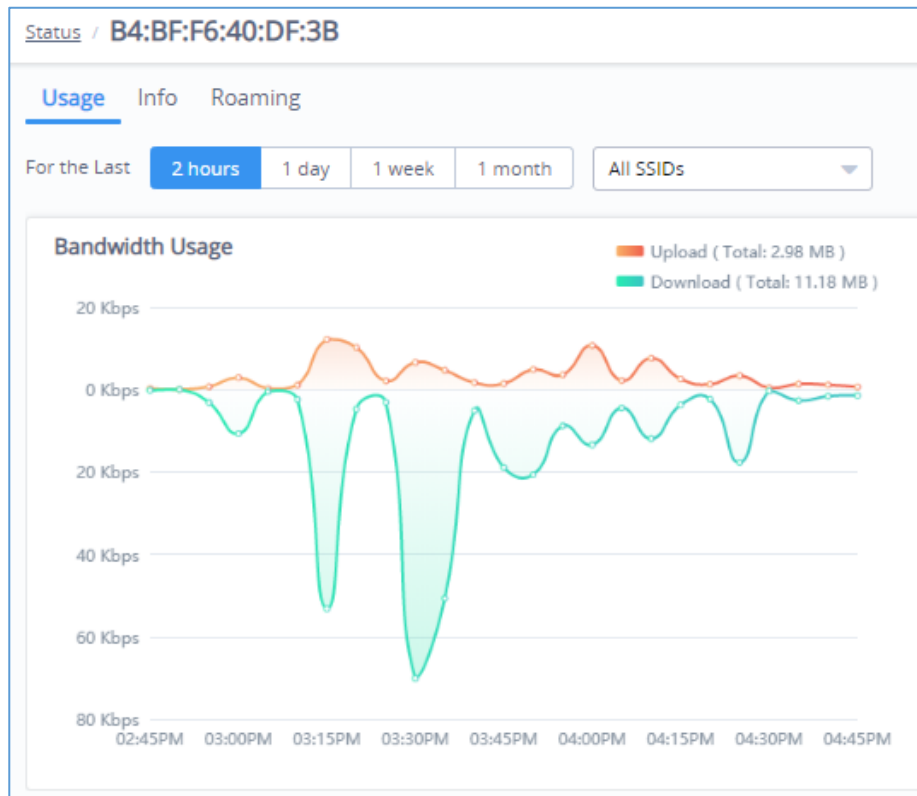 Status / B4:BF:F6:40:DF:3B
Usage Info Roaming
For the Last 2 hours 1 day 1 week 1 month All SSIDs
Bandwidth Usage
Upload ( Total: 2.98 MB )
Download ( Total: 11.18 MB )
20 Kbps
0 Kbps
20 Kbps
40 Kbps
60 Kbps
80 Kbps
02:45PM 03:00PM 03:15PM 03:30PM 03:45PM 04:00PM 04:15PM 04:30PM 04:45PM